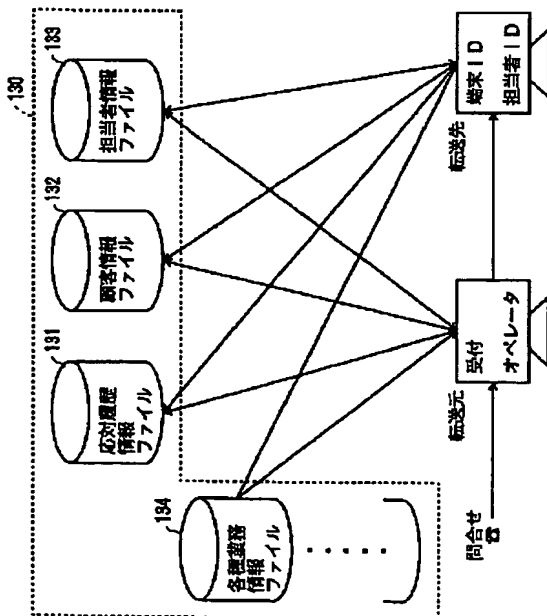 130
131
応対履歴
情報
ファイル
132
顧客情報
ファイル
133
担当者情報
ファイル
134
各種業務
情報
ファイル
・・・・・
問合せ
☎
転送元
受付
オペレータ
転送先
端末ID
担当者ID